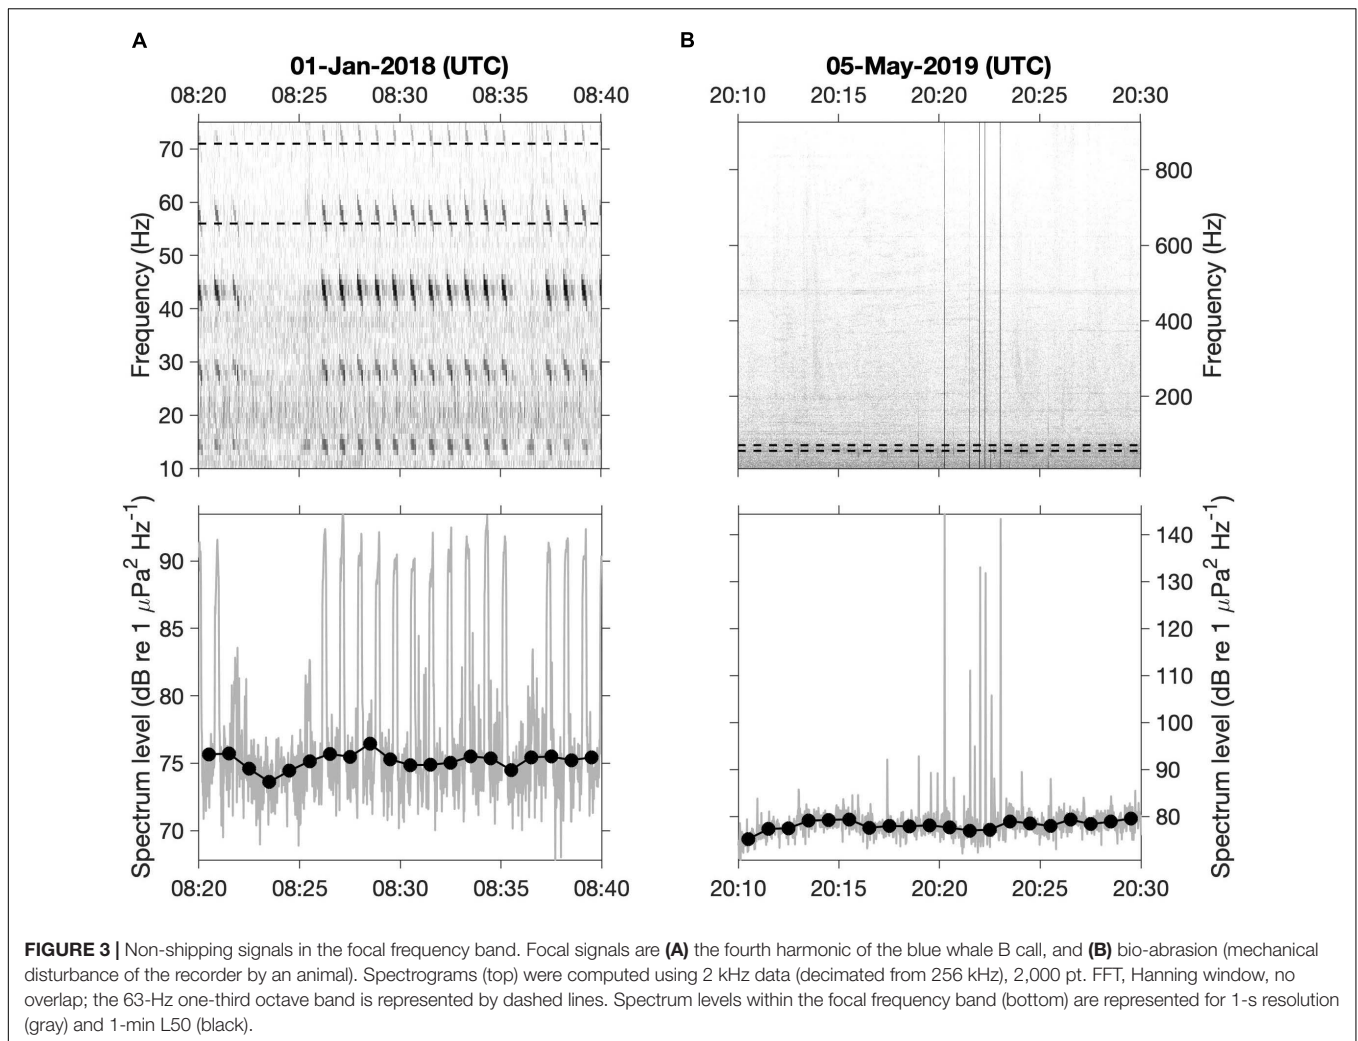 A
01-Jan-2018 (UTC)
08:20 08:25 08:30 08:35 08:40
70
60
50
40
30
20
10
Frequency (Hz)
90
85
80
75
70
Spectrum level (dB re 1 μPa² Hz⁻¹)
08:20 08:25 08:30 08:35 08:40
B
05-May-2019 (UTC)
20:10 20:15 20:20 20:25 20:30
800
600
400
200
Frequency (Hz)
140
130
120
110
100
90
80
Spectrum level (dB re 1 μPa² Hz⁻¹)
20:10 20:15 20:20 20:25 20:30
FIGURE 3 | Non-shipping signals in the focal frequency band. Focal signals are (A) the fourth harmonic of the blue whale B call, and (B) bio-abrasion (mechanical
disturbance of the recorder by an animal). Spectrograms (top) were computed using 2 kHz data (decimated from 256 kHz), 2,000 pt. FFT, Hanning window, no
overlap; the 63-Hz one-third octave band is represented by dashed lines. Spectrum levels within the focal frequency band (bottom) are represented for 1-s resolution
(gray) and 1-min L50 (black).